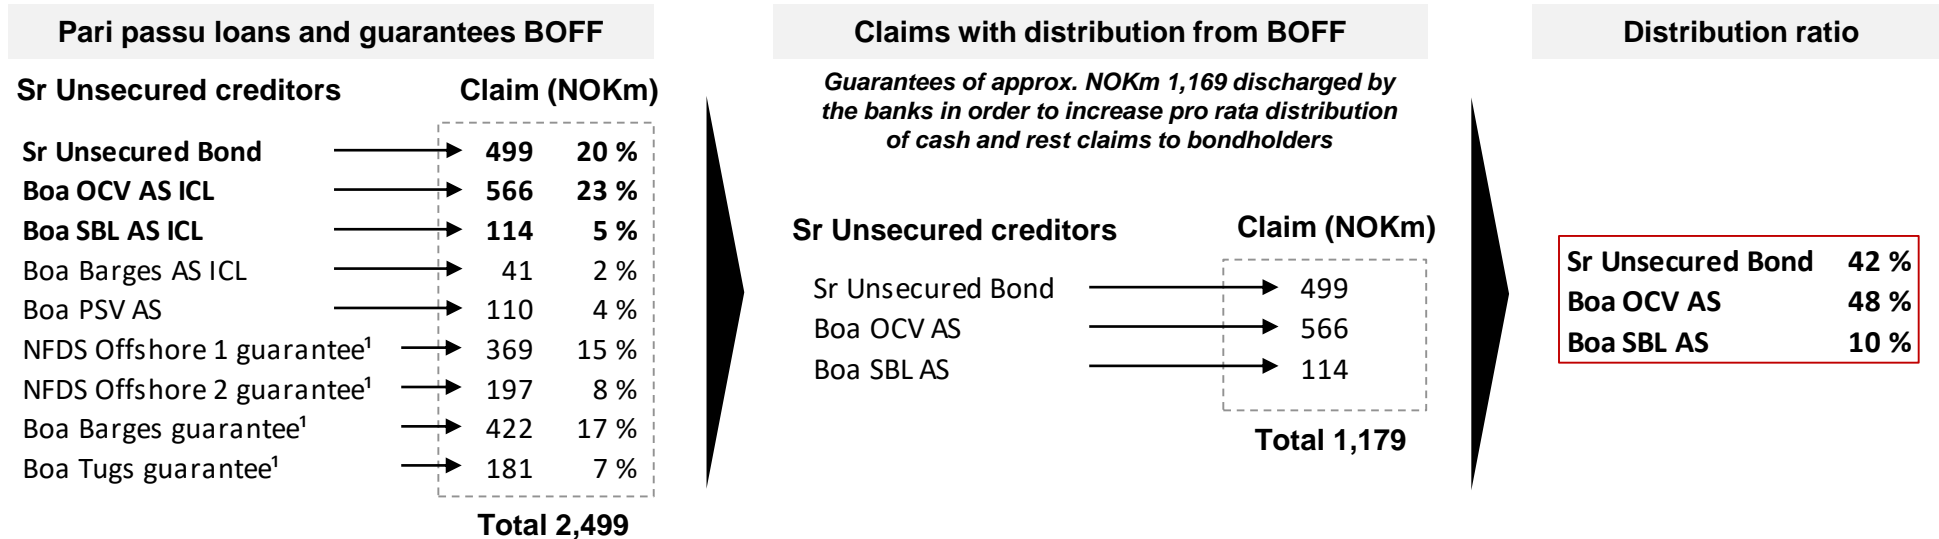 Pari passu loans and guarantees BOFF
Sr Unsecured creditors Claim (NOKm)
Sr Unsecured Bond 499 20 %
Boa OCV AS ICL 566 23 %
Boa SBL AS ICL 114 5 %
Boa Barges AS ICL 41 2 %
Boa PSV AS 110 4 %
NFDS Offshore 1 guarantee¹ 369 15 %
NFDS Offshore 2 guarantee¹ 197 8 %
Boa Barges guarantee¹ 422 17 %
Boa Tugs guarantee¹ 181 7 %
Total 2,499
Claims with distribution from BOFF
Guarantees of approx. NOKm 1,169 discharged by
the banks in order to increase pro rata distribution
of cash and rest claims to bondholders
Sr Unsecured creditors Claim (NOKm)
Sr Unsecured Bond 499
Boa OCV AS 566
Boa SBL AS 114
Total 1,179
Distribution ratio
Sr Unsecured Bond 42 %
Boa OCV AS 48 %
Boa SBL AS 10 %